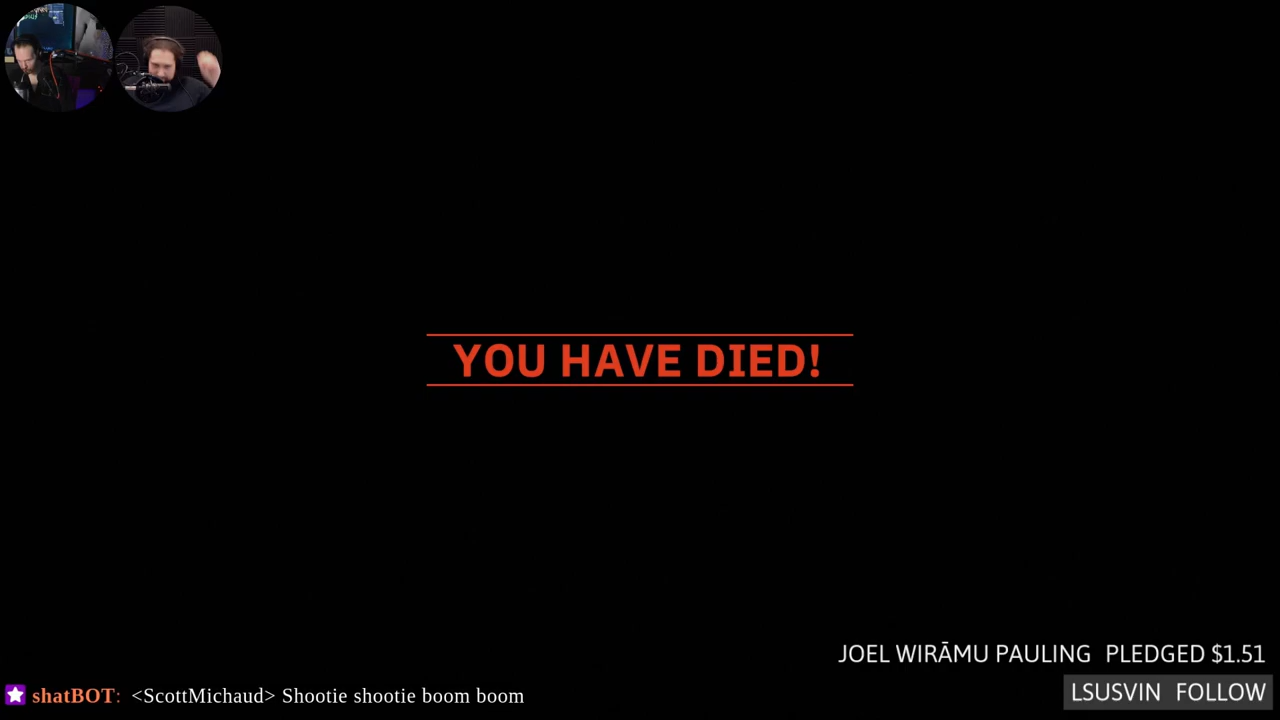 YOU HAVE DIED!
JOEL WIRĀMU PAULING PLEDGED $1.51
LSUSVIN FOLLOW
shatBOT: <ScottMichaud> Shootie shootie boom boom